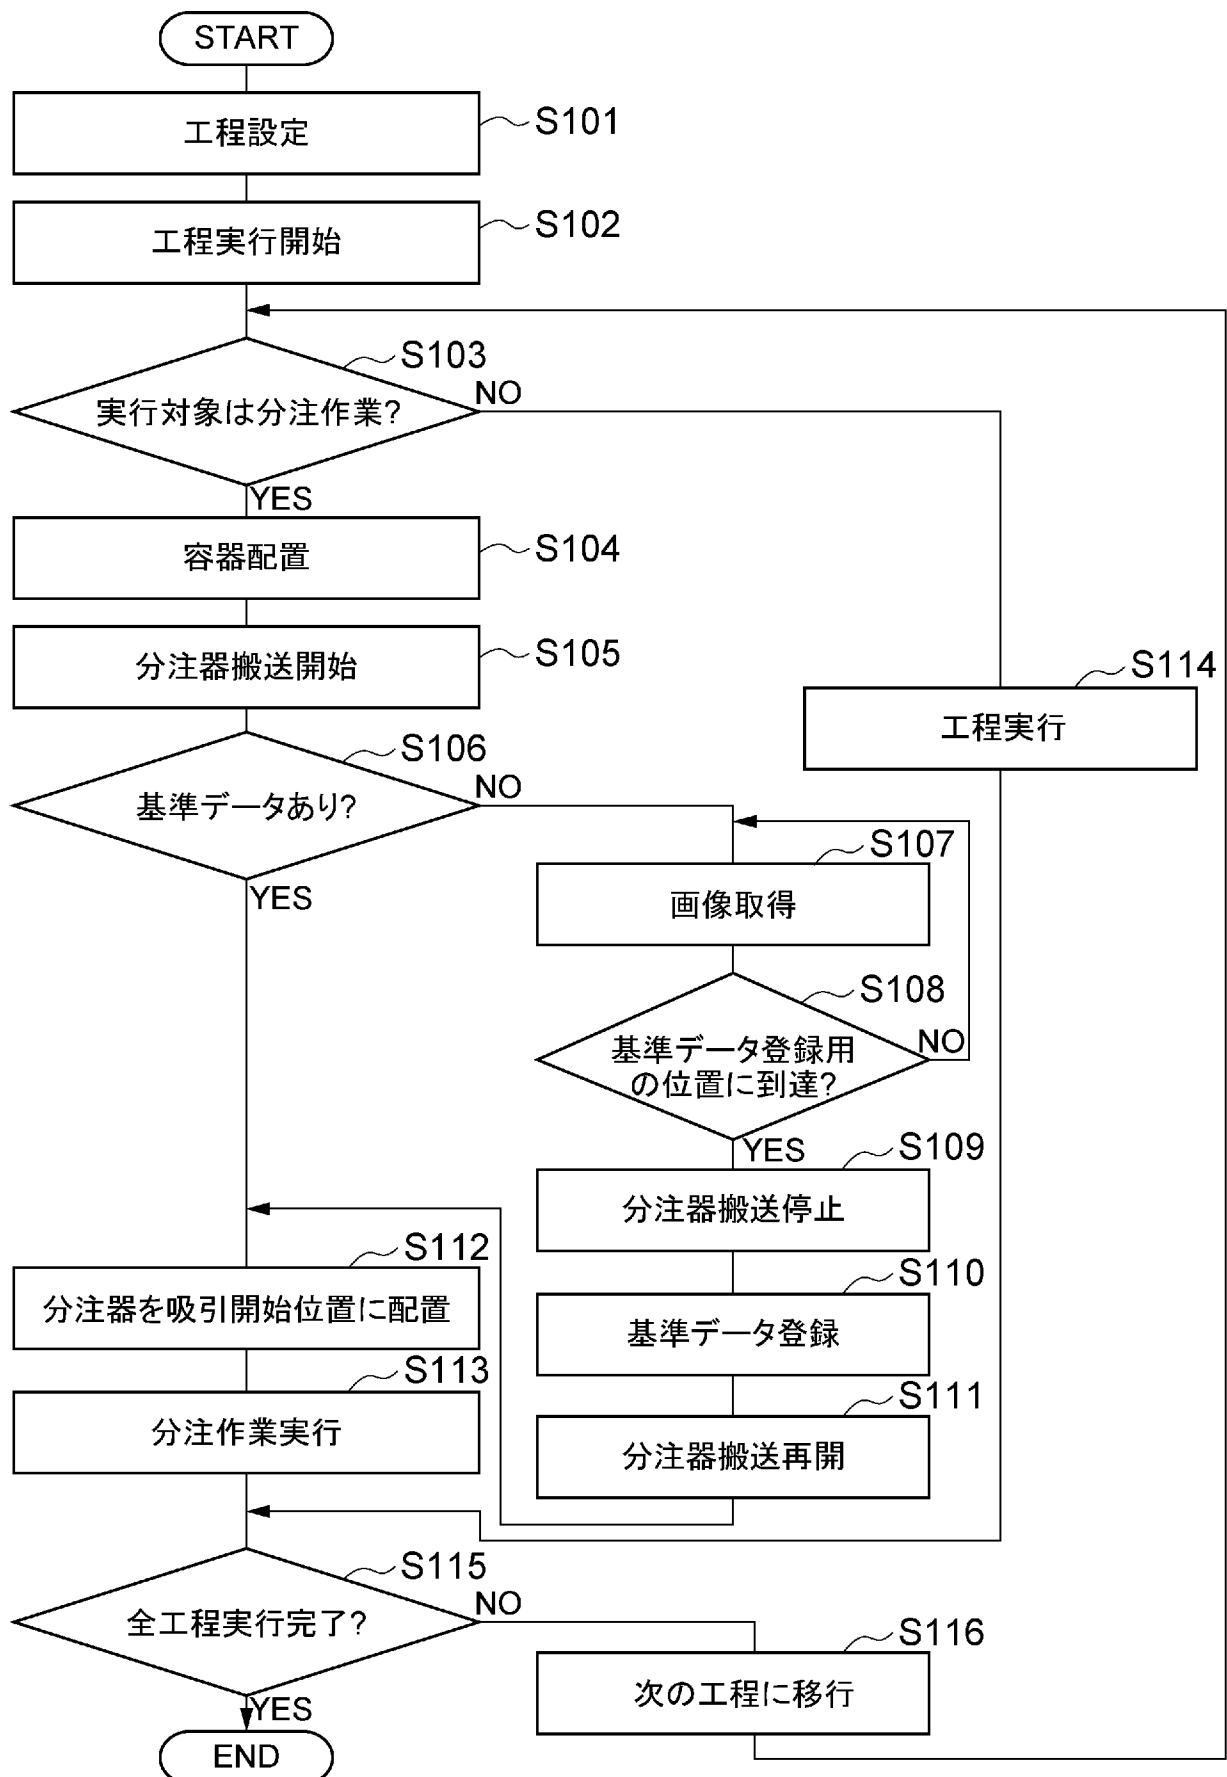 START
工程設定
S101
工程実行開始
S102
S103
実行対象は分注作業?
NO
YES
容器配置
S104
分注器搬送開始
S105
S114
工程実行
S106
基準データあり?
NO
YES
S107
画像取得
S108
基準データ登録用
の位置に到達?
NO
YES
S109
分注器搬送停止
S112
分注器を吸引開始位置に配置
S110
基準データ登録
S113
分注作業実行
S111
分注器搬送再開
S115
全工程実行完了?
NO
YES
S116
次の工程に移行
END